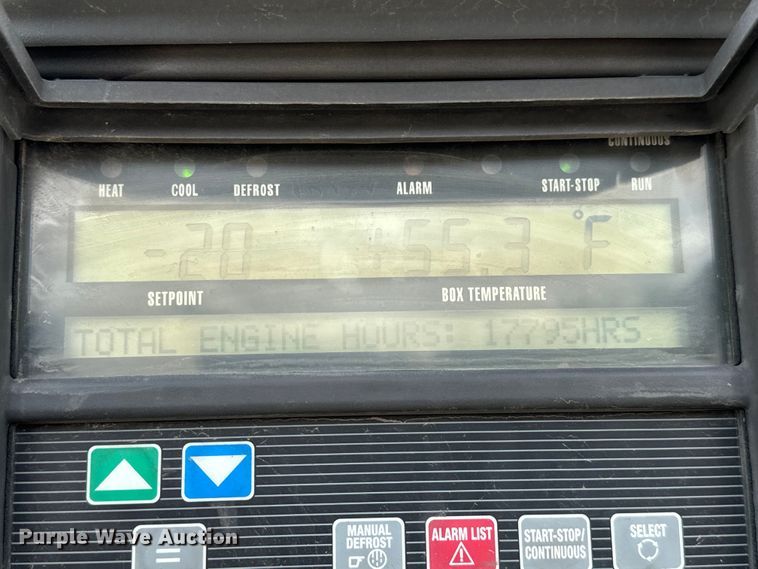 CONTINUOUS
HEAT COOL DEFROST ALARM START-STOP RUN
-20 +55.3 °F
SETPOINT BOX TEMPERATURE
TOTAL ENGINE HOURS: 17795HRS
MANUAL DEFROST
ALARM LIST
START-STOP/
CONTINUOUS
SELECT
Purple Wave Auction